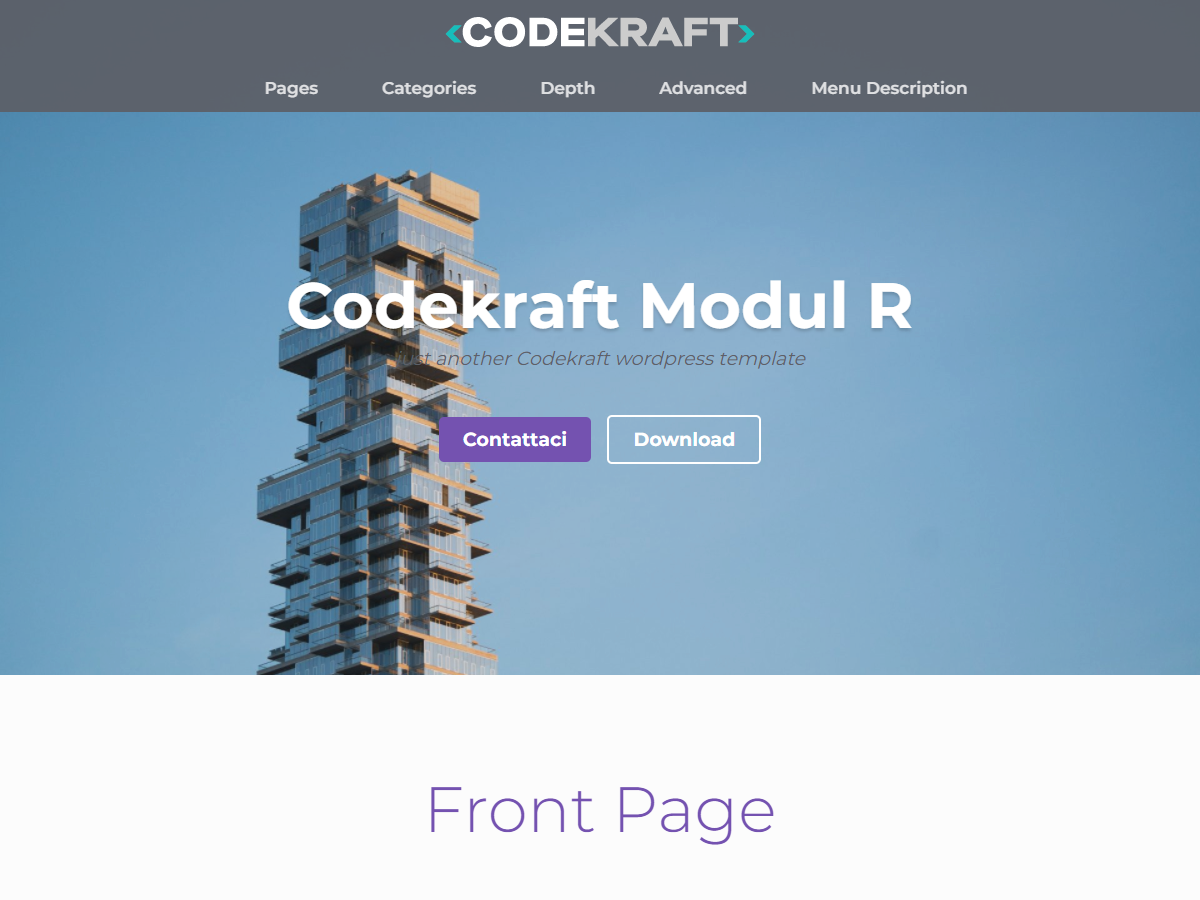 <CODEKRAFT>
Pages Categories Depth Advanced Menu Description
Codekraft Modul R
just another Codekraft wordpress template
Contattaci Download
Front Page